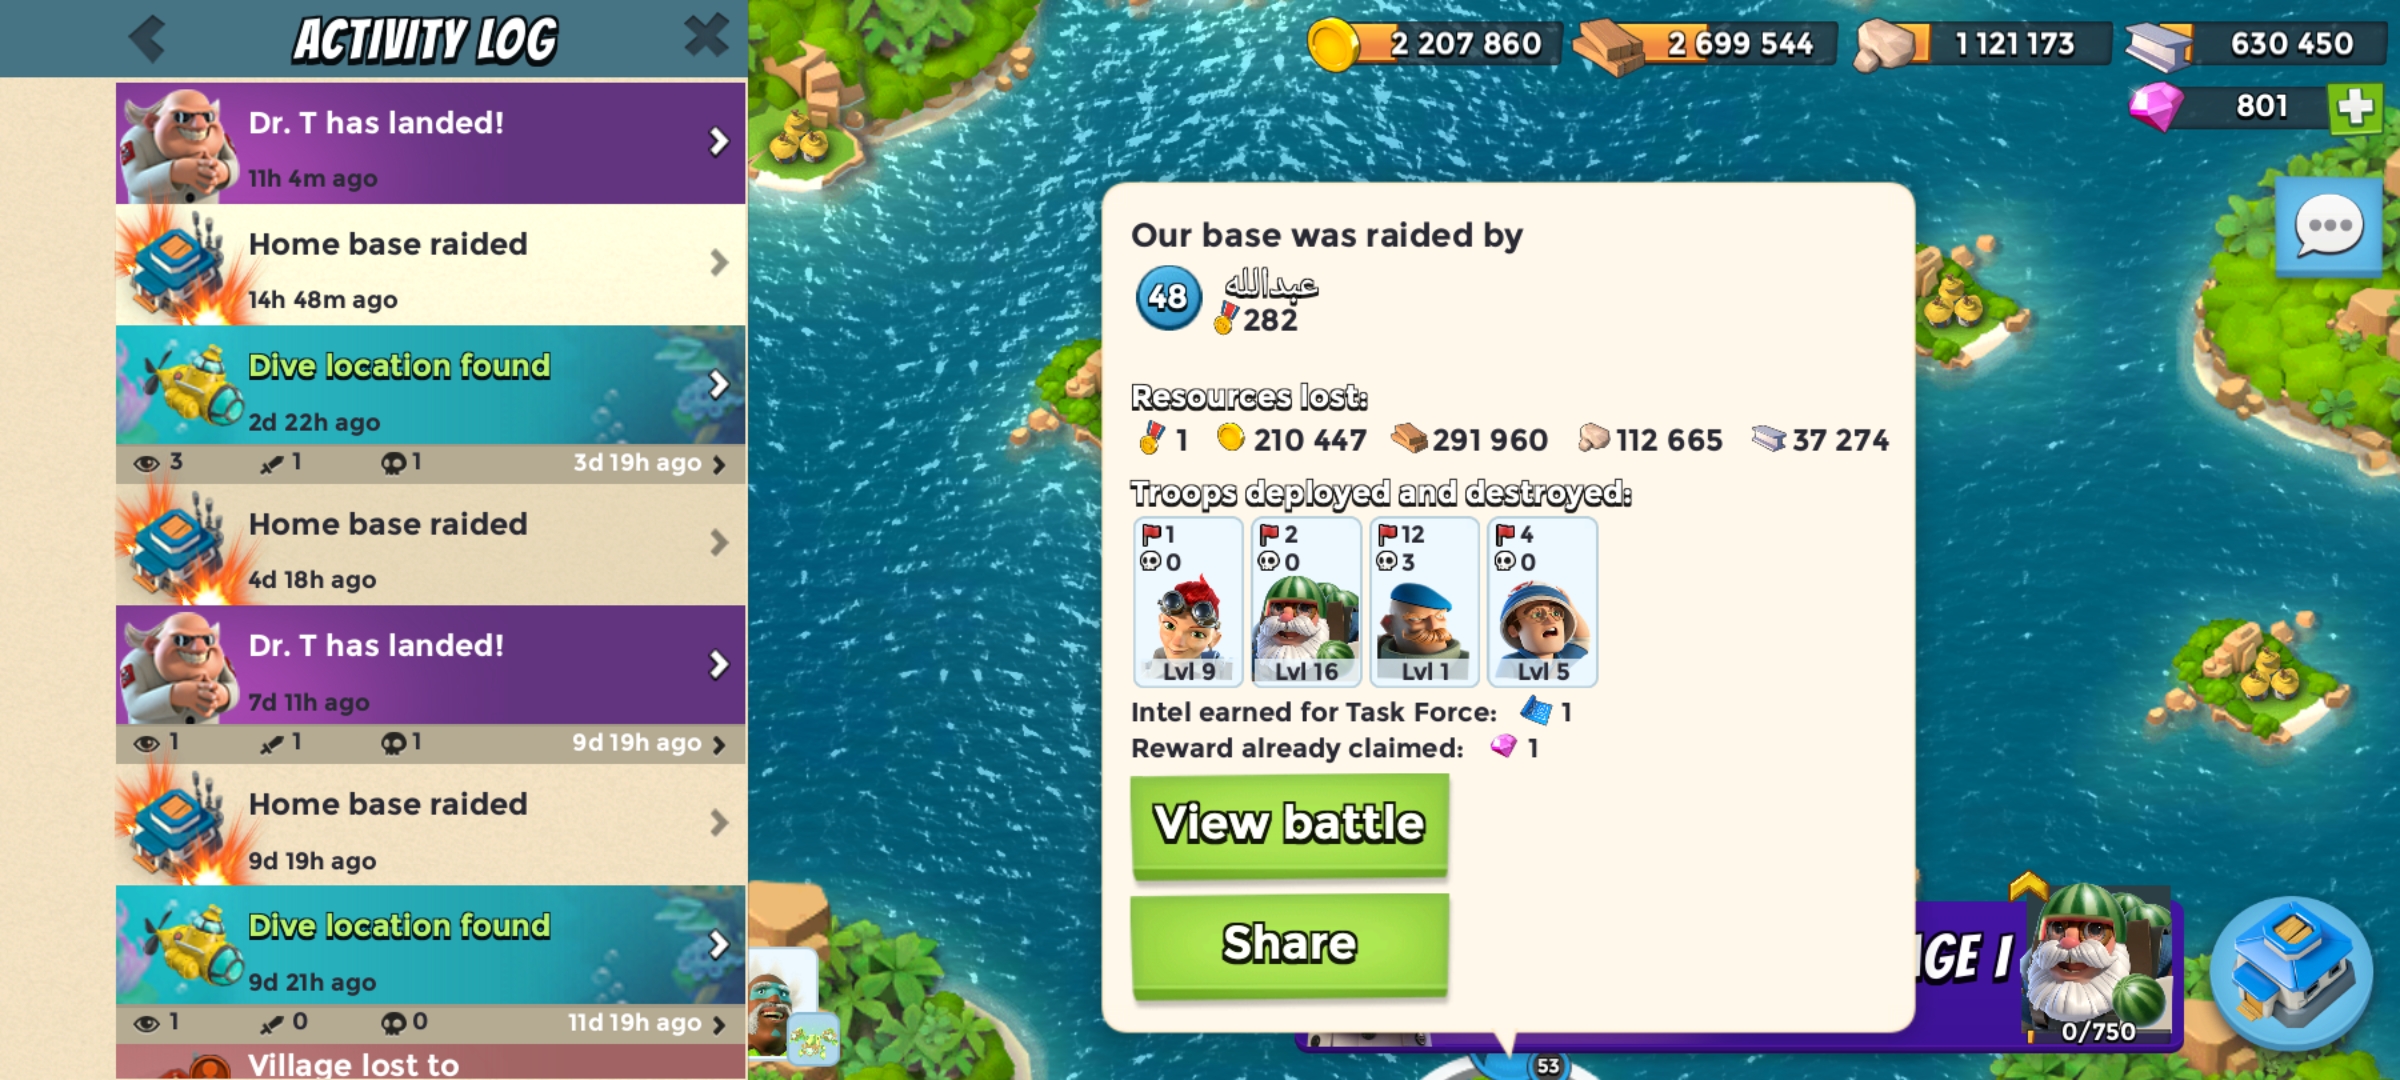 ACTIVITY LOG
Dr. T has landed!
11h 4m ago
Home base raided
14h 48m ago
Dive location found
2d 22h ago
3 1 1 3d 19h ago
Home base raided
4d 18h ago
Dr. T has landed!
7d 11h ago
1 1 1 9d 19h ago
Home base raided
9d 19h ago
Dive location found
9d 21h ago
1 0 0 11d 19h ago
Village lost to
2 207 860 2 699 544 1 121 173 630 450
801
Our base was raided by
48 عبدالله
282
Resources lost:
1 210 447 291 960 112 665 37 274
Troops deployed and destroyed:
1 2 12 4
0 0 3 0
Lvl 9 Lvl 16 Lvl 1 Lvl 5
Intel earned for Task Force: 1
Reward already claimed: 1
View battle
Share
GE I
0/750
53